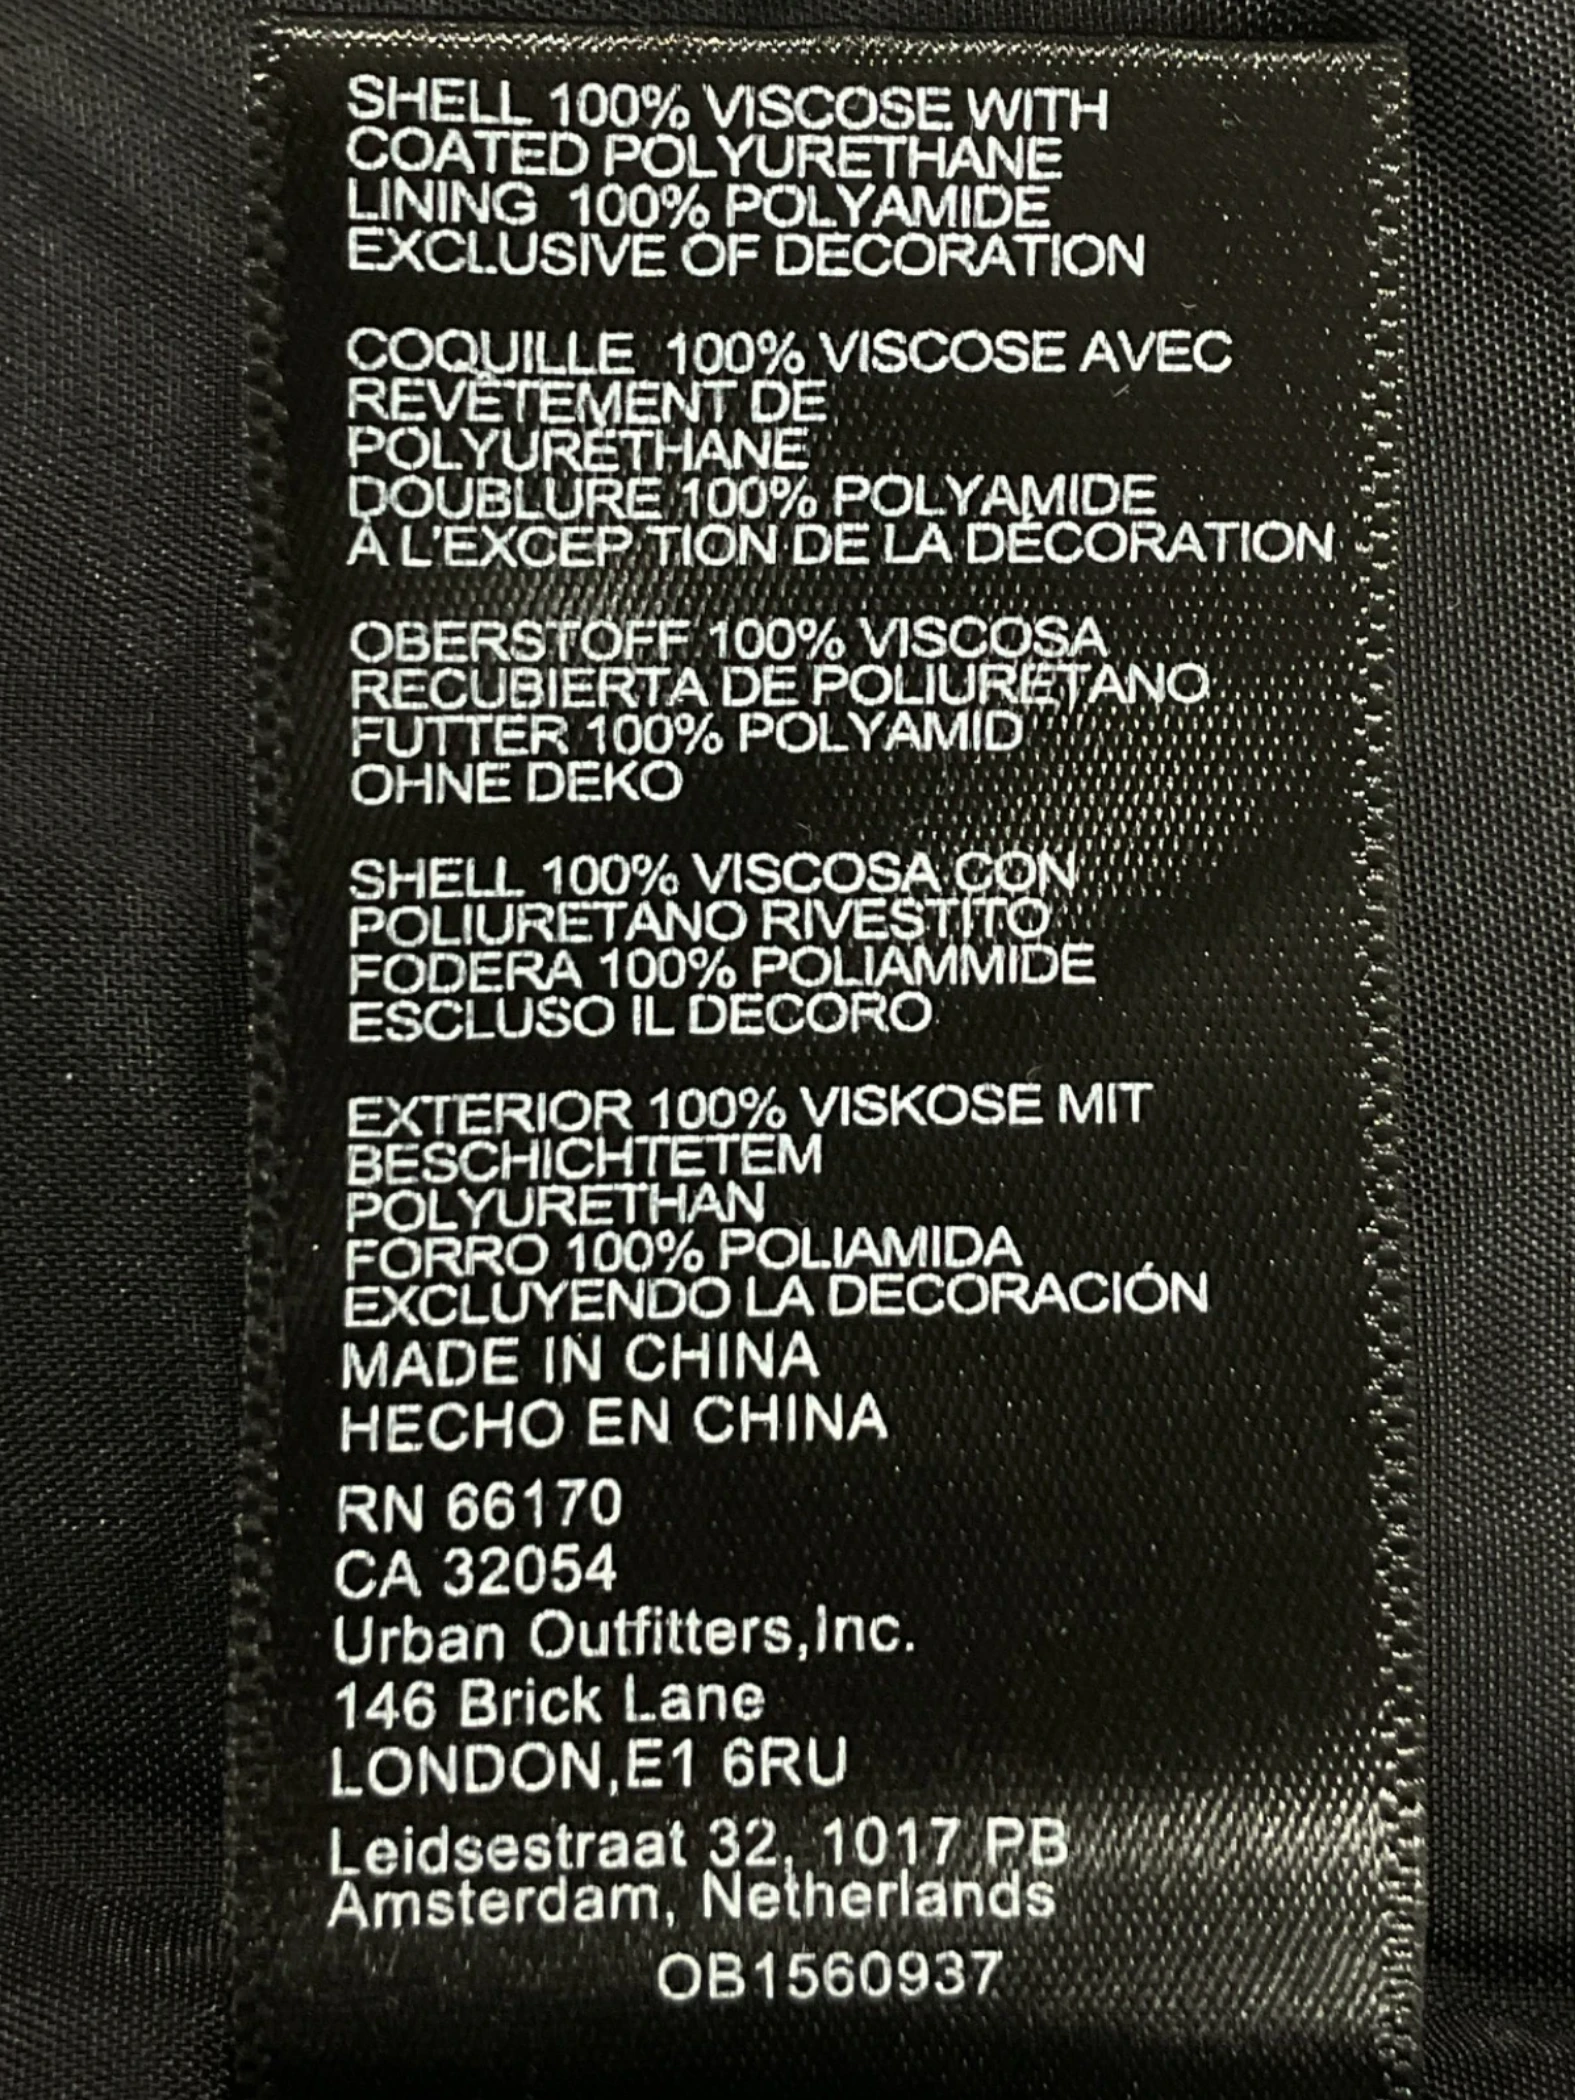 SHELL 100% VISCOSE WITH
COATED POLYURETHANE
LINING 100% POLYAMIDE
EXCLUSIVE OF DECORATION
COQUILLE 100% VISCOSE AVEC
REVÊTEMENT DE
POLYURÉTHANE
DOUBLURE 100% POLYAMIDE
À L'EXCEPTION DE LA DÉCORATION
OBERSTOFF 100% VISCOSA
RECUBIERTA DE POLIURETANO
FUTTER 100% POLYAMID
OHNE DEKO
SHELL 100% VISCOSA CON
POLIURETANO RIVESTITO
FODERA 100% POLIAMMIDE
ESCLUSO IL DECORO
EXTERIOR 100% VISKOSE MIT
BESCHICHTETEM
POLYURETHAN
FORRO 100% POLIAMIDA
EXCLUYENDO LA DECORACIÓN
MADE IN CHINA
HECHO EN CHINA
RN 66170
CA 32054
Urban Outfitters,Inc.
146 Brick Lane
LONDON,E1 6RU
Leidsestraat 32, 1017 PB
Amsterdam, Netherlands
OB1560937